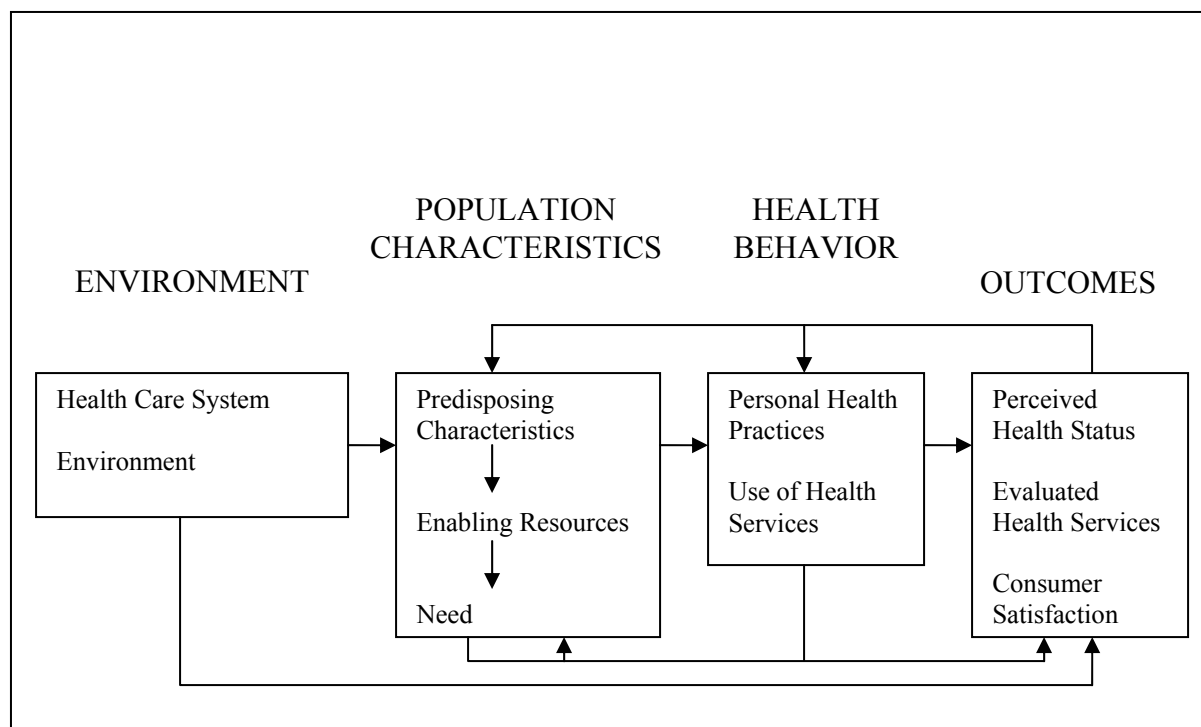 POPULATION
CHARACTERISTICS
HEALTH
BEHAVIOR
ENVIRONMENT
OUTCOMES
Health Care System
Environment
Predisposing
Characteristics
Enabling Resources
Need
Personal Health
Practices
Use of Health
Services
Perceived
Health Status
Evaluated
Health Services
Consumer
Satisfaction